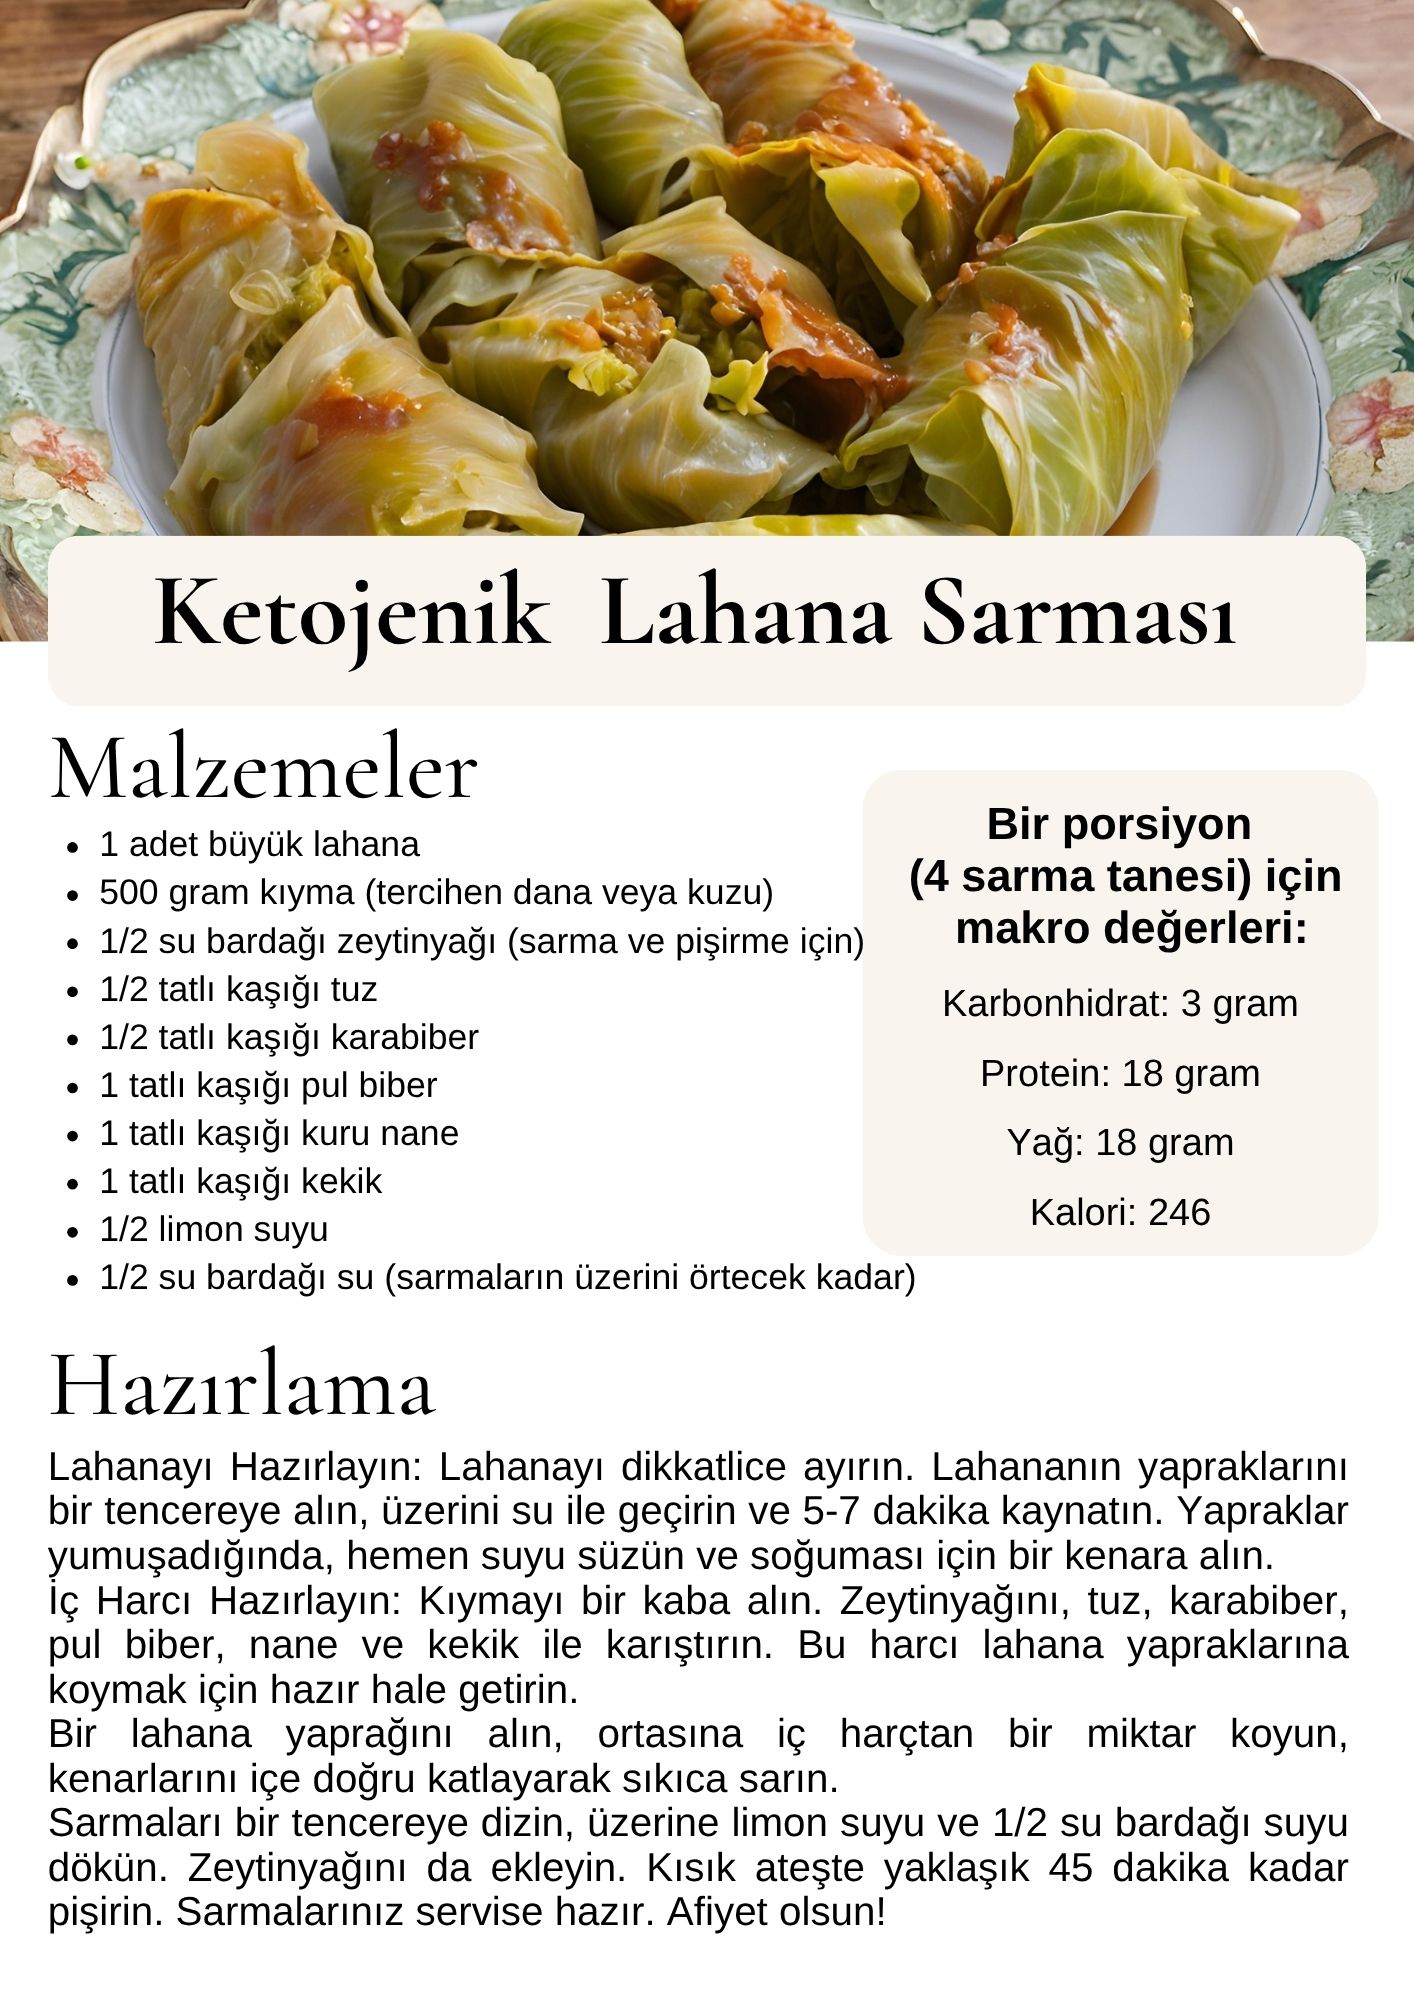 Ketojenik Lahana Sarması
Malzemeler
1 adet büyük lahana
500 gram kıyma (tercihen dana veya kuzu)
1/2 su bardağı zeytinyağı (sarma ve pişirme için)
1/2 tatlı kaşığı tuz
1/2 tatlı kaşığı karabiber
1 tatlı kaşığı pul biber
1 tatlı kaşığı kuru nane
1 tatlı kaşığı kekik
1/2 limon suyu
1/2 su bardağı su (sarmaların üzerini örtecek kadar)
Bir porsiyon
(4 sarma tanesi) için
makro değerleri:
Karbonhidrat: 3 gram
Protein: 18 gram
Yağ: 18 gram
Kalori: 246
Hazırlama
Lahanayı Hazırlayın: Lahanayı dikkatlice ayırın. Lahananın yapraklarını
bir tencereye alın, üzerini su ile geçirin ve 5-7 dakika kaynatın. Yapraklar
yumuşadığında, hemen suyu süzün ve soğuması için bir kenara alın.
İç Harcı Hazırlayın: Kıymayı bir kaba alın. Zeytinyağını, tuz, karabiber,
pul biber, nane ve kekik ile karıştırın. Bu harcı lahana yapraklarına
koymak için hazır hale getirin.
Bir lahana yaprağını alın, ortasına iç harçtan bir miktar koyun,
kenarlarını içe doğru katlayarak sıkıca sarın.
Sarmaları bir tencereye dizin, üzerine limon suyu ve 1/2 su bardağı suyu
dökün. Zeytinyağını da ekleyin. Kısık ateşte yaklaşık 45 dakika kadar
pişirin. Sarmalarınız servise hazır. Afiyet olsun!